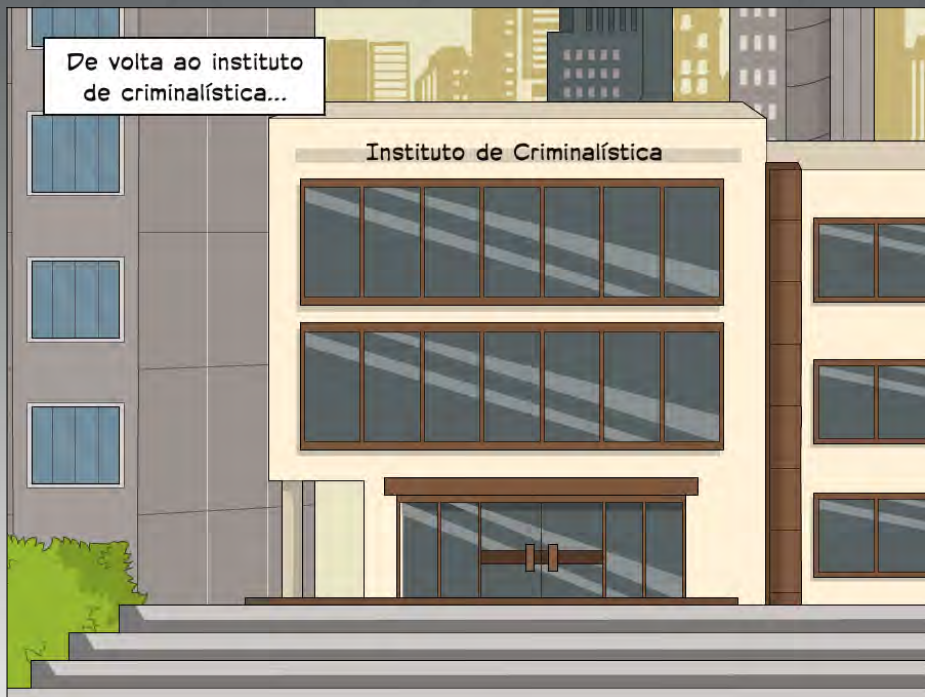 De volta ao instituto
de criminalística...
Instituto de Criminalística